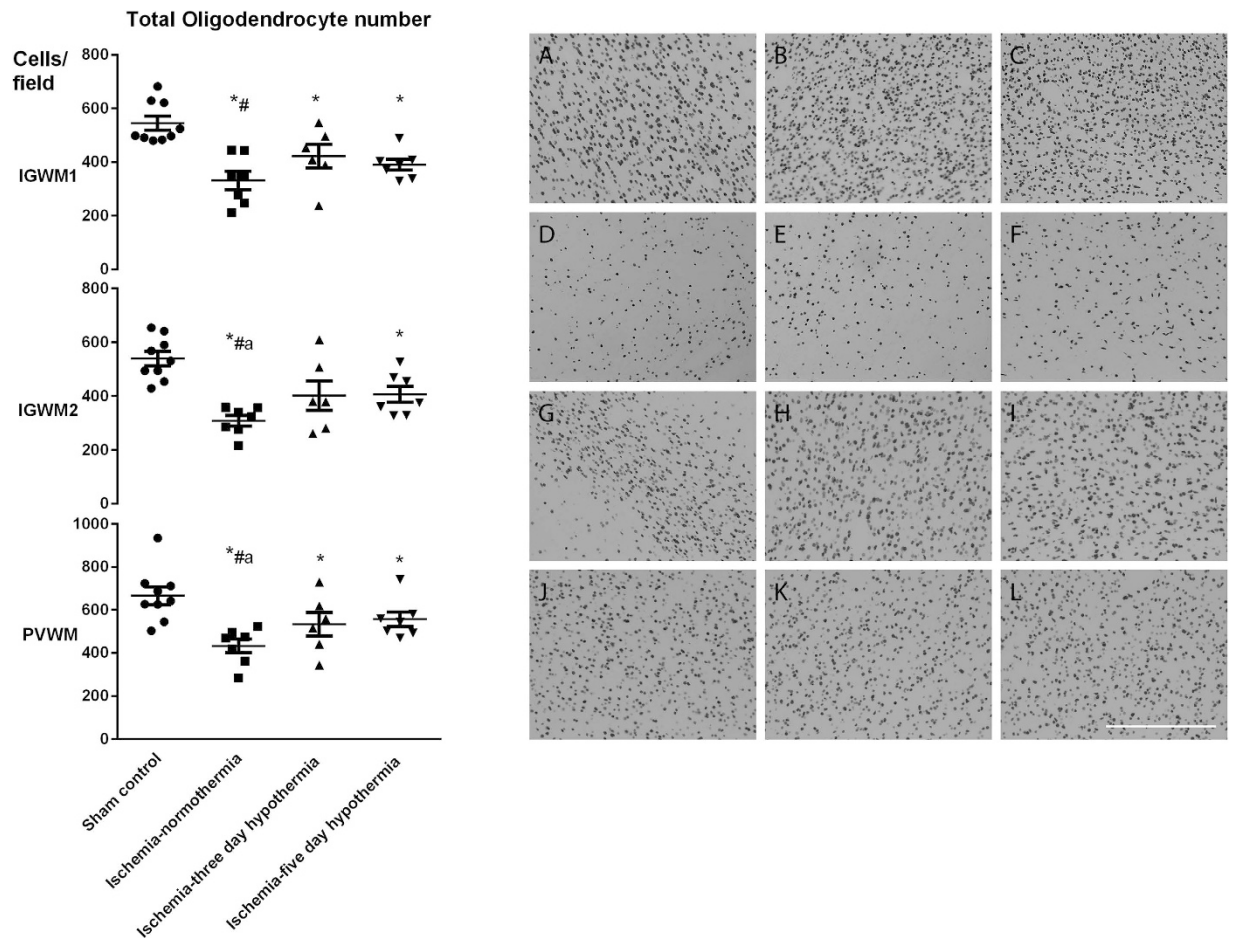 Total Oligodendrocyte number
Cells/
field
800
600
400
200
0
IGWM1
*#
*
*
800
600
400
200
0
IGWM2
*#a
*
1000
800
600
400
200
0
PVWM
*#a
*
*
Sham control
Ischemia-normothermia
Ischemia-three day hypothermia
Ischemia-five day hypothermia
A
B
C
D
E
F
G
H
I
J
K
L